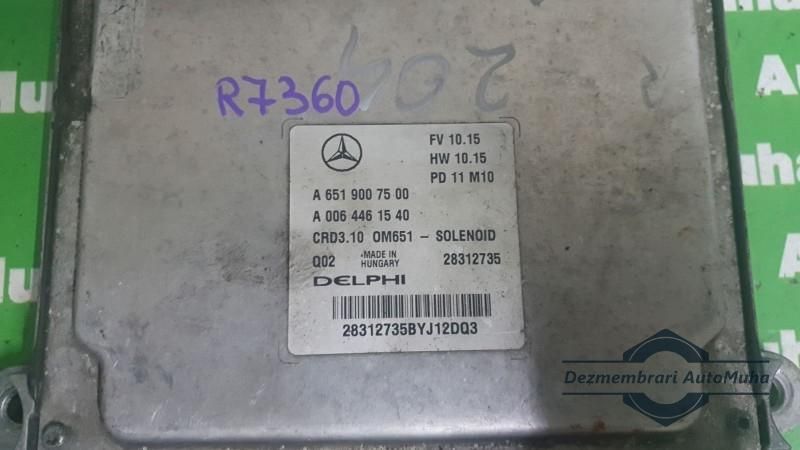 204
R7360
FV 10.15
HW 10.15
PD 11 M10
A 651 900 75 00
A 006 446 15 40
CRD3.10 OM651 - SOLENOID
Q02 MADE IN HUNGARY 28312735
DELPHI
28312735BYJ12DQ3
Dezmembrari AutoMuha